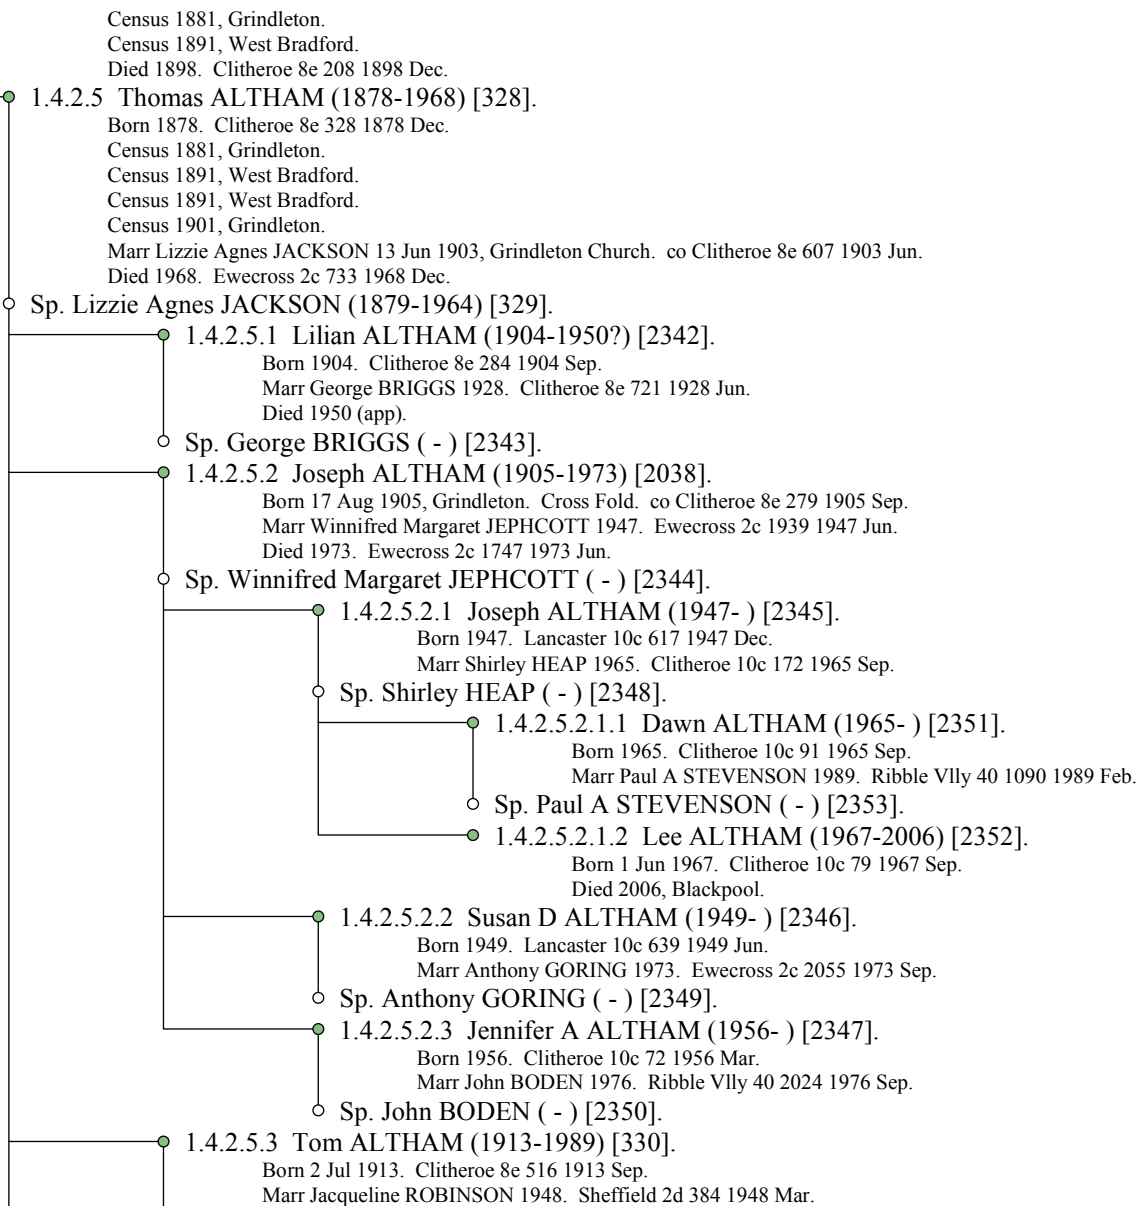 Census 1881, Grindleton.
Census 1891, West Bradford.
Died 1898. Clitheroe 8e 208 1898 Dec.
1.4.2.5 Thomas ALTHAM (1878-1968) [328].
Born 1878. Clitheroe 8e 328 1878 Dec.
Census 1881, Grindleton.
Census 1891, West Bradford.
Census 1891, West Bradford.
Census 1901, Grindleton.
Marr Lizzie Agnes JACKSON 13 Jun 1903, Grindleton Church. co Clitheroe 8e 607 1903 Jun.
Died 1968. Ewecross 2c 733 1968 Dec.
Sp. Lizzie Agnes JACKSON (1879-1964) [329].
1.4.2.5.1 Lilian ALTHAM (1904-1950?) [2342].
Born 1904. Clitheroe 8e 284 1904 Sep.
Marr George BRIGGS 1928. Clitheroe 8e 721 1928 Jun.
Died 1950 (app).
Sp. George BRIGGS ( - ) [2343].
1.4.2.5.2 Joseph ALTHAM (1905-1973) [2038].
Born 17 Aug 1905, Grindleton. Cross Fold. co Clitheroe 8e 279 1905 Sep.
Marr Winnifred Margaret JEPHCOTT 1947. Ewecross 2c 1939 1947 Jun.
Died 1973. Ewecross 2c 1747 1973 Jun.
Sp. Winnifred Margaret JEPHCOTT ( - ) [2344].
1.4.2.5.2.1 Joseph ALTHAM (1947- ) [2345].
Born 1947. Lancaster 10c 617 1947 Dec.
Marr Shirley HEAP 1965. Clitheroe 10c 172 1965 Sep.
Sp. Shirley HEAP ( - ) [2348].
1.4.2.5.2.1.1 Dawn ALTHAM (1965- ) [2351].
Born 1965. Clitheroe 10c 91 1965 Sep.
Marr Paul A STEVENSON 1989. Ribble Vlly 40 1090 1989 Feb.
Sp. Paul A STEVENSON ( - ) [2353].
1.4.2.5.2.1.2 Lee ALTHAM (1967-2006) [2352].
Born 1 Jun 1967. Clitheroe 10c 79 1967 Sep.
Died 2006, Blackpool.
1.4.2.5.2.2 Susan D ALTHAM (1949- ) [2346].
Born 1949. Lancaster 10c 639 1949 Jun.
Marr Anthony GORING 1973. Ewecross 2c 2055 1973 Sep.
Sp. Anthony GORING ( - ) [2349].
1.4.2.5.2.3 Jennifer A ALTHAM (1956- ) [2347].
Born 1956. Clitheroe 10c 72 1956 Mar.
Marr John BODEN 1976. Ribble Vlly 40 2024 1976 Sep.
Sp. John BODEN ( - ) [2350].
1.4.2.5.3 Tom ALTHAM (1913-1989) [330].
Born 2 Jul 1913. Clitheroe 8e 516 1913 Sep.
Marr Jacqueline ROBINSON 1948. Sheffield 2d 384 1948 Mar.